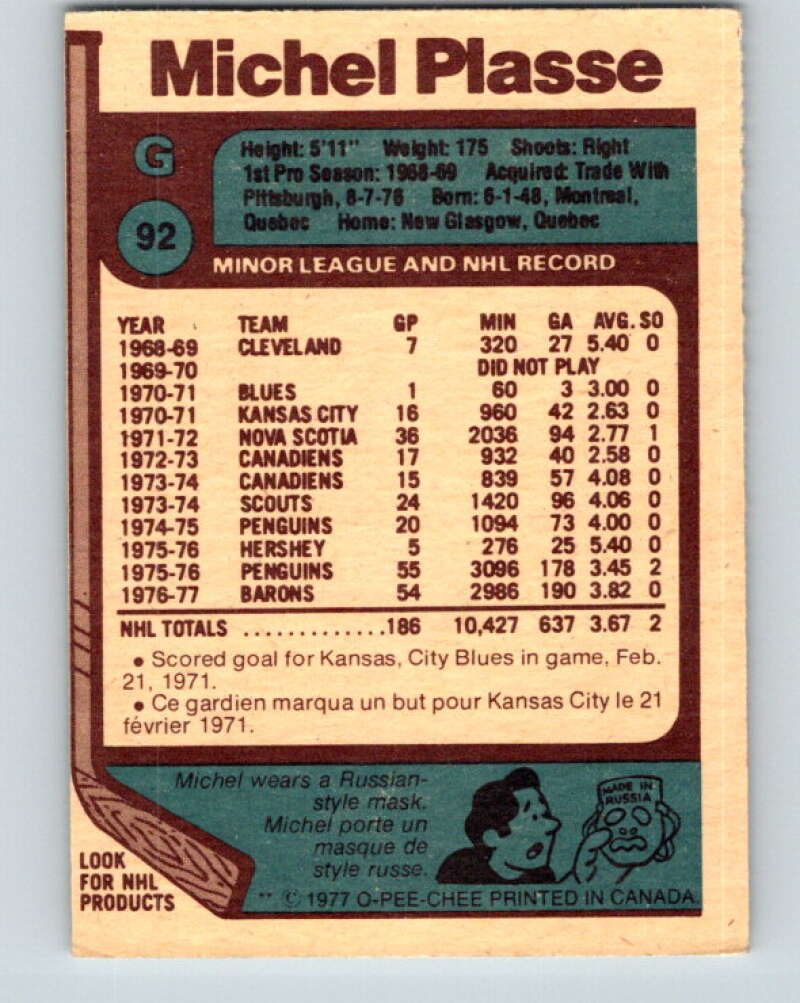 Michel Plasse
G
92
Height: 5'11" Weight: 175 Shoots: Right
1st Pro Season: 1968-69 Acquired: Trade With
Pittsburgh, 8-7-76 Born: 6-1-48, Montreal,
Quebec Home: New Glasgow, Quebec
MINOR LEAGUE AND NHL RECORD
YEAR TEAM GP MIN GA AVG. SO
1968-69 CLEVELAND 7 320 27 5.40 0
1969-70 DID NOT PLAY
1970-71 BLUES 1 60 3 3.00 0
1970-71 KANSAS CITY 16 960 42 2.63 0
1971-72 NOVA SCOTIA 36 2036 94 2.77 1
1972-73 CANADIENS 17 932 40 2.58 0
1973-74 CANADIENS 15 839 57 4.08 0
1973-74 SCOUTS 24 1420 96 4.06 0
1974-75 PENGUINS 20 1094 73 4.00 0
1975-76 HERSHEY 5 276 25 5.40 0
1975-76 PENGUINS 55 3096 178 3.45 2
1976-77 BARONS 54 2986 190 3.82 0
NHL TOTALS ..............186 10,427 637 3.67 2
• Scored goal for Kansas, City Blues in game, Feb.
21, 1971.
• Ce gardien marqua un but pour Kansas City le 21
février 1971.
Michel wears a Russian-
style mask.
Michel porte un
masque de
style russe.
MADE IN
RUSSIA
LOOK
FOR NHL
PRODUCTS
** © 1977 O-PEE-CHEE PRINTED IN CANADA.